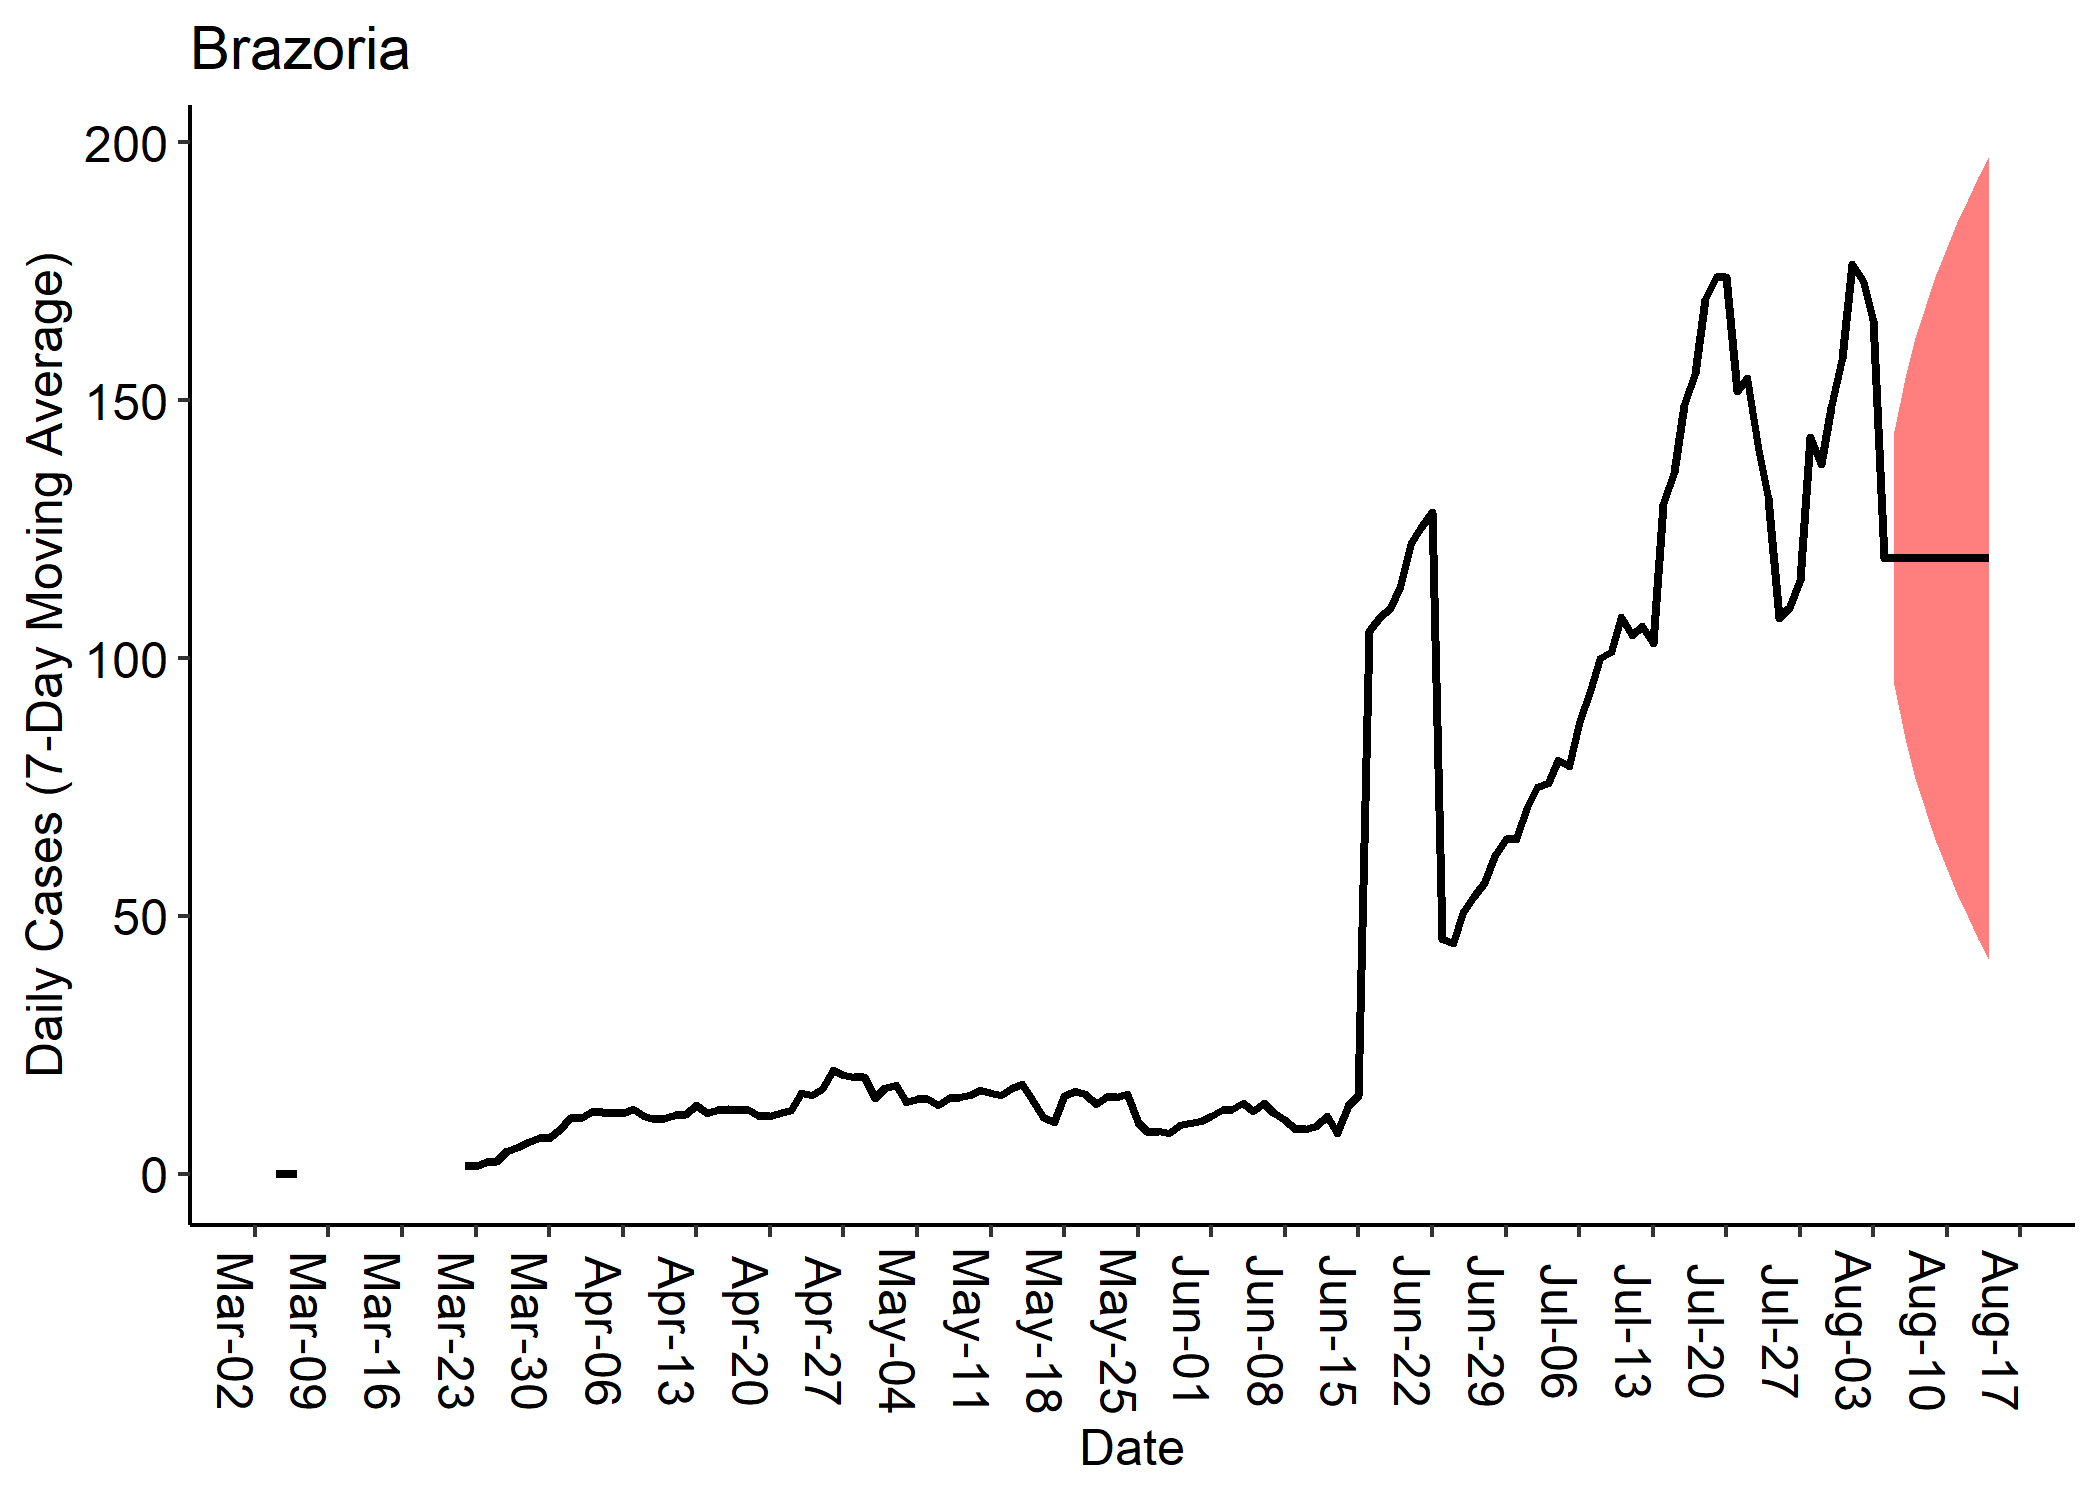 Brazoria
Daily Cases (7-Day Moving Average)
200
150
100
50
0
Mar-02
Mar-09
Mar-16
Mar-23
Mar-30
Apr-06
Apr-13
Apr-20
Apr-27
May-04
May-11
May-18
May-25
Jun-01
Jun-08
Jun-15
Jun-22
Jun-29
Jul-06
Jul-13
Jul-20
Jul-27
Aug-03
Aug-10
Aug-17
Date